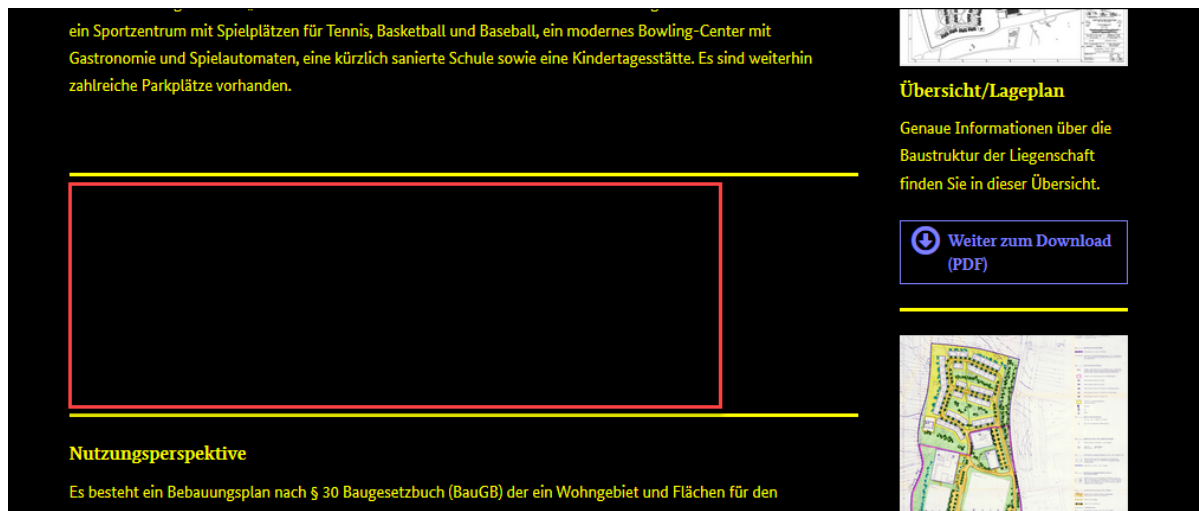 ein Sportzentrum mit Spielplätzen für Tennis, Basketball und Baseball, ein modernes Bowling-Center mit
Gastronomie und Spielautomaten, eine kürzlich sanierte Schule sowie eine Kindertagesstätte. Es sind weiterhin
zahlreiche Parkplätze vorhanden.
Nutzungsperspektive
Es besteht ein Bebauungsplan nach § 30 Baugesetzbuch (BauGB) der ein Wohngebiet und Flächen für den
Übersicht/Lageplan
Genaue Informationen über die
Baustruktur der Liegenschaft
finden Sie in dieser Übersicht.
Weiter zum Download
(PDF)